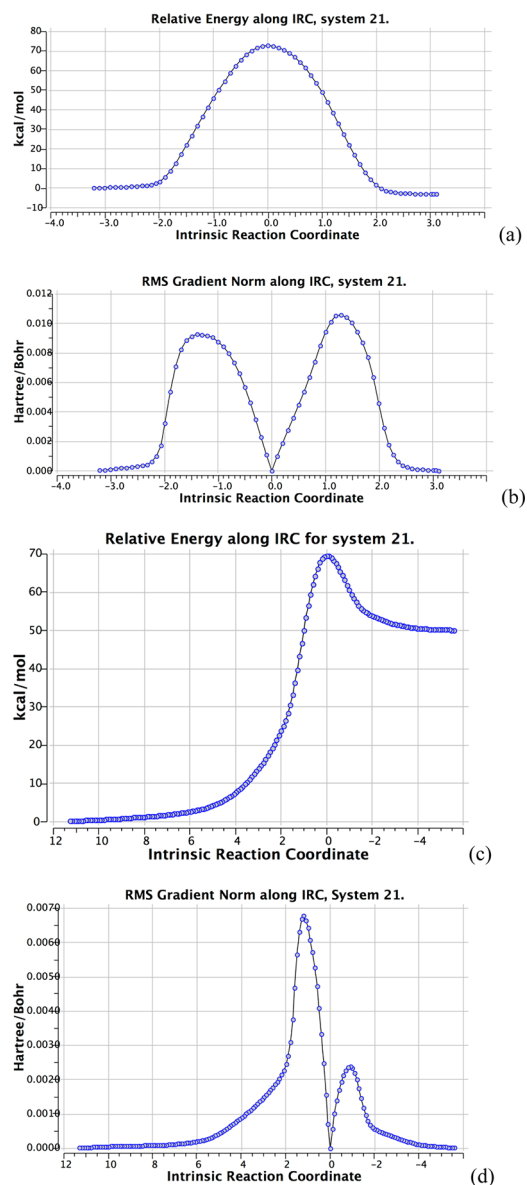 Relative Energy along IRC, system 21.
kcal/mol
80
70
60
50
40
30
20
10
0
-10
-4.0 -3.0 -2.0 -1.0 0.0 1.0 2.0 3.0
Intrinsic Reaction Coordinate
(a)
RMS Gradient Norm along IRC, system 21.
Hartree/Bohr
0.012
0.010
0.008
0.006
0.004
0.002
0.000
-4.0 -3.0 -2.0 -1.0 0.0 1.0 2.0 3.0
Intrinsic Reaction Coordinate
(b)
Relative Energy along IRC for system 21.
kcal/mol
70
60
50
40
30
20
10
0
12 10 8 6 4 2 0 -2 -4
Intrinsic Reaction Coordinate
(c)
RMS Gradient Norm along IRC, System 21.
Hartree/Bohr
0.0070
0.0060
0.0050
0.0040
0.0030
0.0020
0.0010
0.0000
12 10 8 6 4 2 0 -2 -4
Intrinsic Reaction Coordinate
(d)